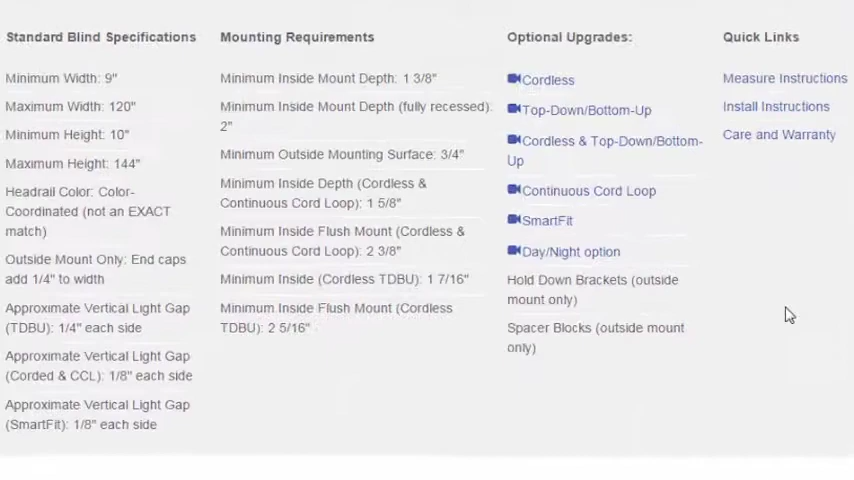 Standard Blind Specifications
Minimum Width: 9"
Maximum Width: 120"
Minimum Height: 10"
Maximum Height: 144"
Headrail Color: Color-
Coordinated (not an EXACT
match)
Outside Mount Only: End caps
add 1/4" to width
Approximate Vertical Light Gap
(TDBU): 1/4" each side
Approximate Vertical Light Gap
(Corded & CCL): 1/8" each side
Approximate Vertical Light Gap
(SmartFit): 1/8" each side
Mounting Requirements
Minimum Inside Mount Depth: 1 3/8"
Minimum Inside Mount Depth (fully recessed):
2"
Minimum Outside Mounting Surface: 3/4"
Minimum Inside Depth (Cordless &
Continuous Cord Loop): 1 5/8"
Minimum Inside Flush Mount (Cordless &
Continuous Cord Loop): 2 3/8"
Minimum Inside (Cordless TDBU): 1 7/16"
Minimum Inside Flush Mount (Cordless
TDBU): 2 5/16"
Optional Upgrades:
Cordless
Top-Down/Bottom-Up
Cordless & Top-Down/Bottom-
Up
Continuous Cord Loop
SmartFit
Day/Night option
Hold Down Brackets (outside
mount only)
Spacer Blocks (outside mount
only)
Quick Links
Measure Instructions
Install Instructions
Care and Warranty